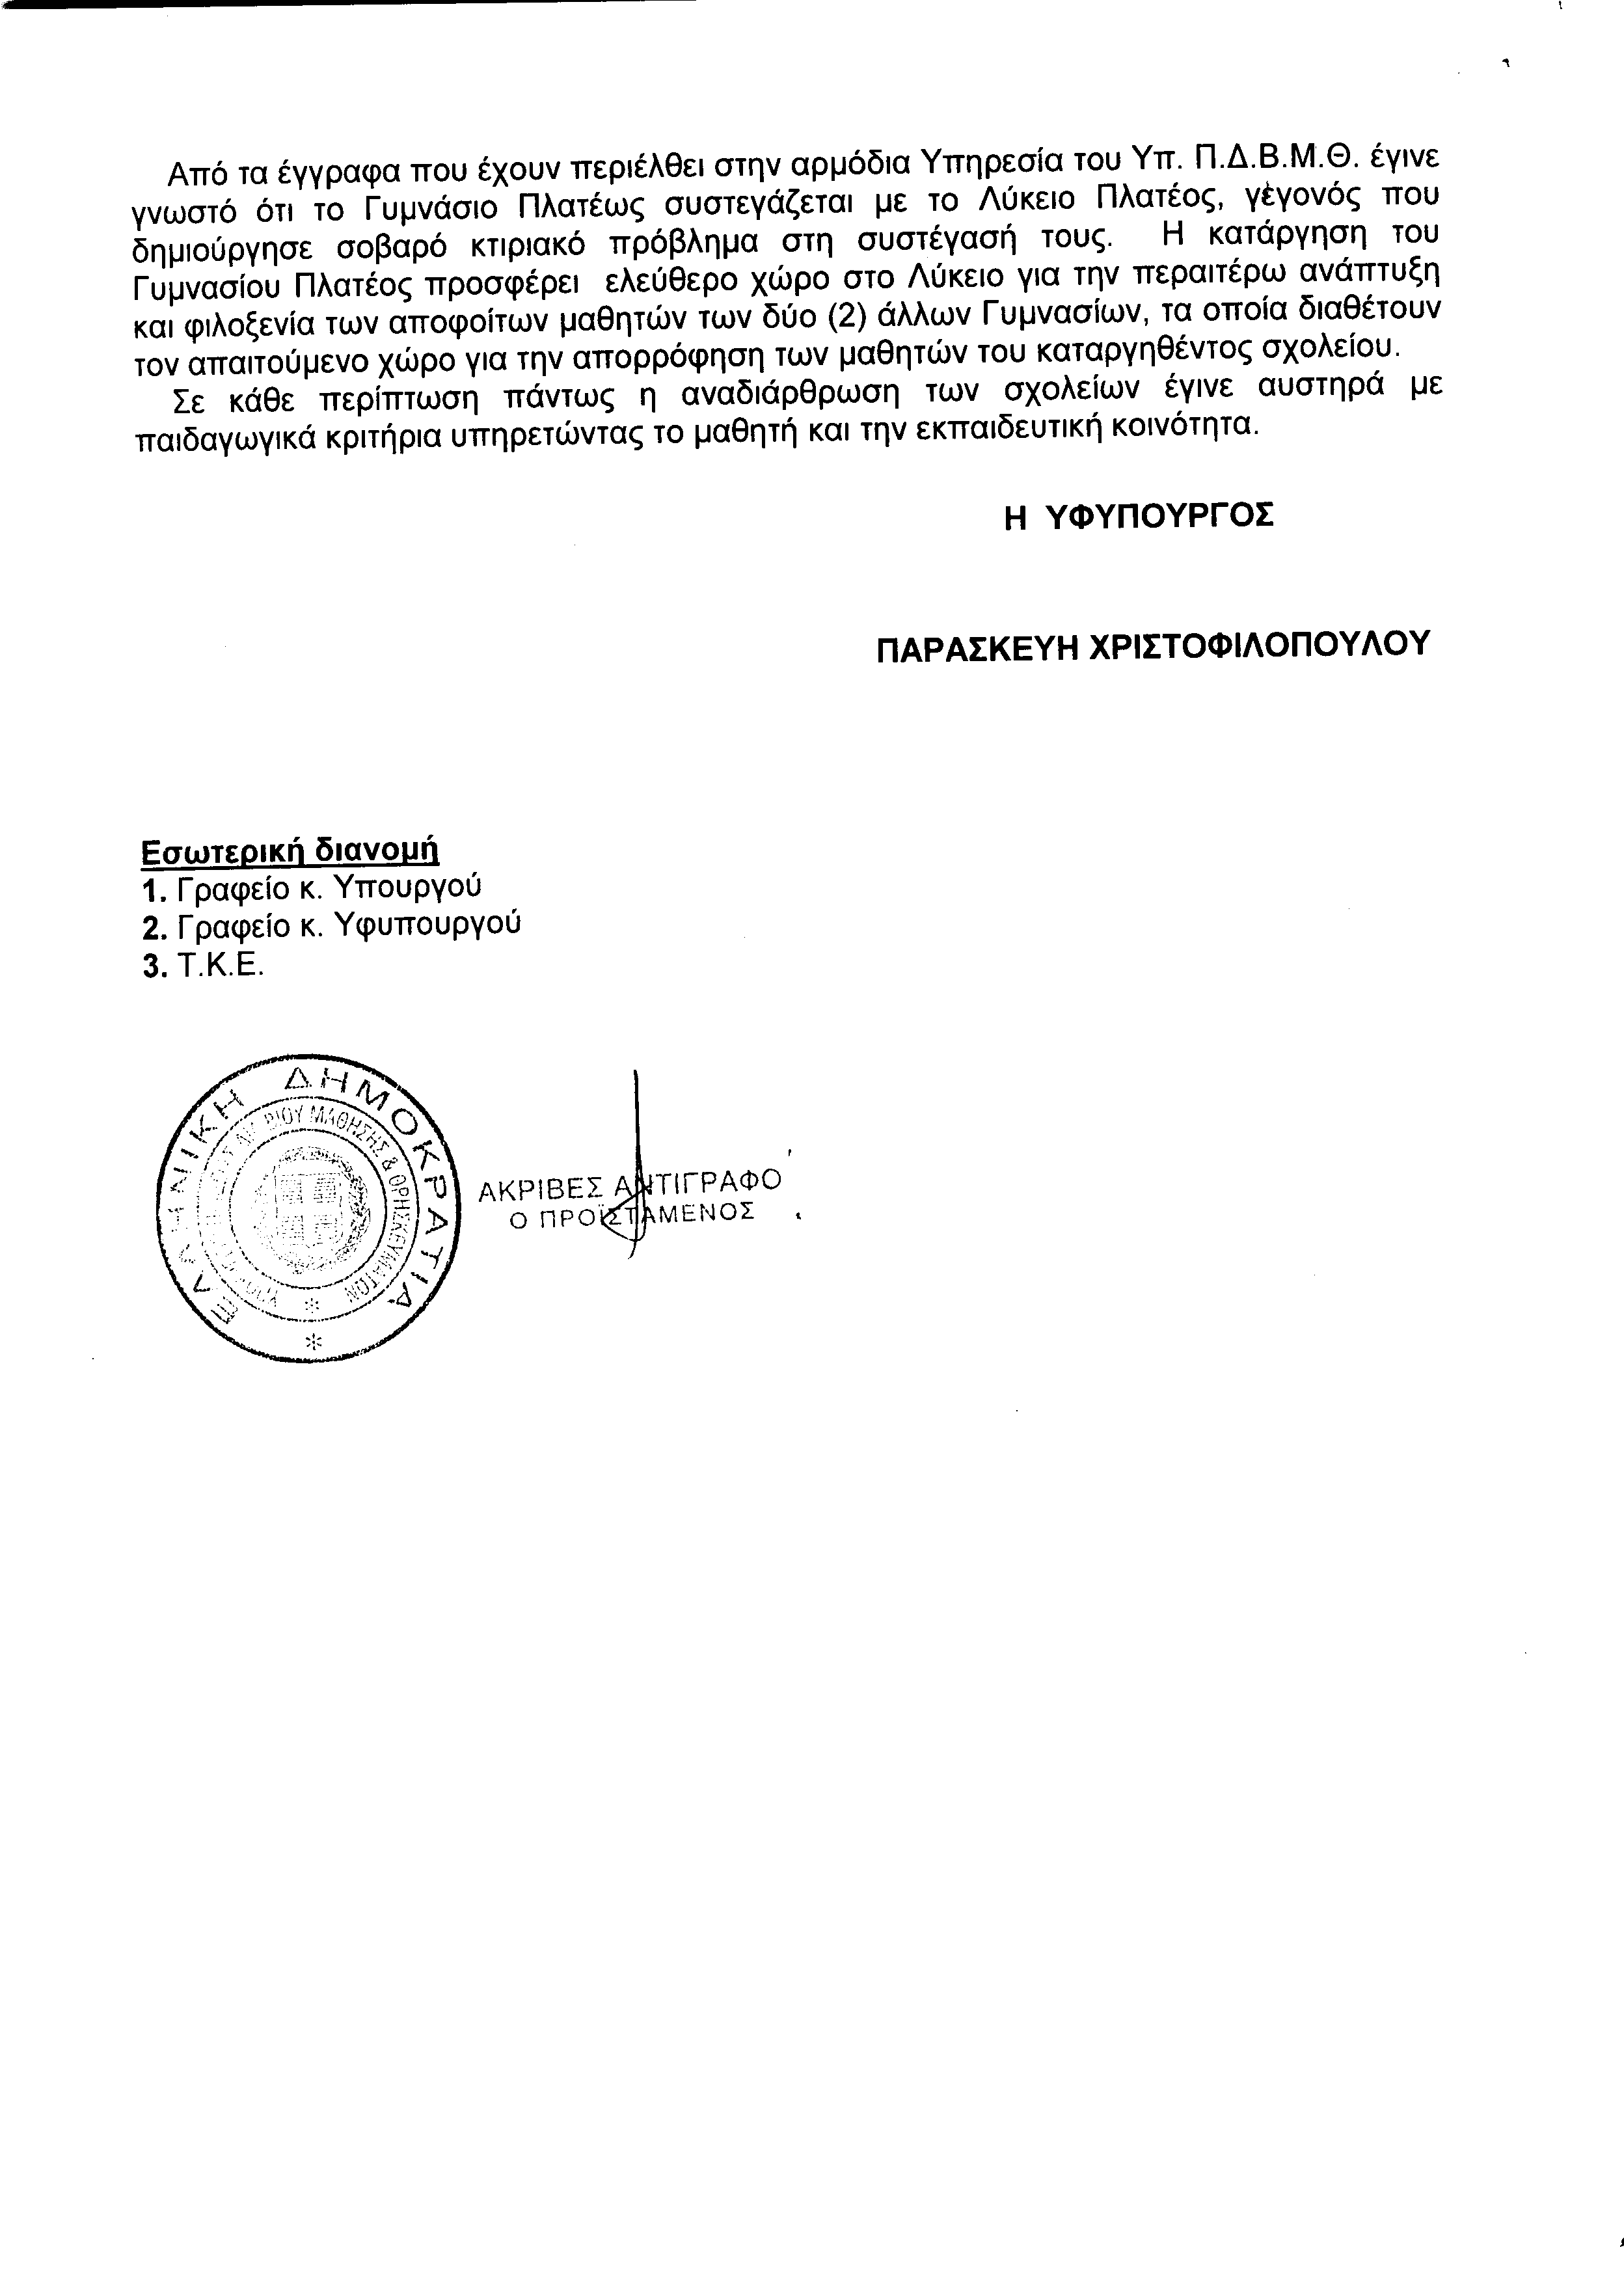 Από τα έγγραφα που έχουν περιέλθει στην αρμόδια Υπηρεσία του Υπ. Π.Δ.Β.Μ.Θ. έγινε
γνωστό ότι το Γυμνάσιο Πλατέως συστεγάζεται με το Λύκειο Πλατέος, γεγονός που
δημιούργησε σοβαρό κτιριακό πρόβλημα στη συστέγασή τους. Η κατάργηση του
Γυμνασίου Πλατέος προσφέρει ελεύθερο χώρο στο Λύκειο για την περαιτέρω ανάπτυξη
και φιλοξενία των αποφοίτων μαθητών των δύο (2) άλλων Γυμνασίων, τα οποία διαθέτουν
τον απαιτούμενο χώρο για την απορρόφηση των μαθητών του καταργηθέντος σχολείου.
Σε κάθε περίπτωση πάντως η αναδιάρθρωση των σχολείων έγινε αυστηρά με
παιδαγωγικά κριτήρια υπηρετώντας το μαθητή και την εκπαιδευτική κοινότητα.
Η ΥΦΥΠΟΥΡΓΟΣ
ΠΑΡΑΣΚΕΥΗ ΧΡΙΣΤΟΦΙΛΟΠΟΥΛΟΥ
Εσωτερική διανομή
1. Γραφείο κ. Υπουργού
2. Γραφείο κ. Υφυπουργού
3. Τ.Κ.Ε.
ΕΛΛΗΝΙΚΗ ΔΗΜΟΚΡΑΤΙΑ
ΒΙΟΥ ΜΑΘΗΣΗΣ & ΘΡΗΣΚΕΥΜΑΤΩΝ
ΑΚΡΙΒΕΣ ΑΝΤΙΓΡΑΦΟ
Ο ΠΡΟΪΣΤΑΜΕΝΟΣ